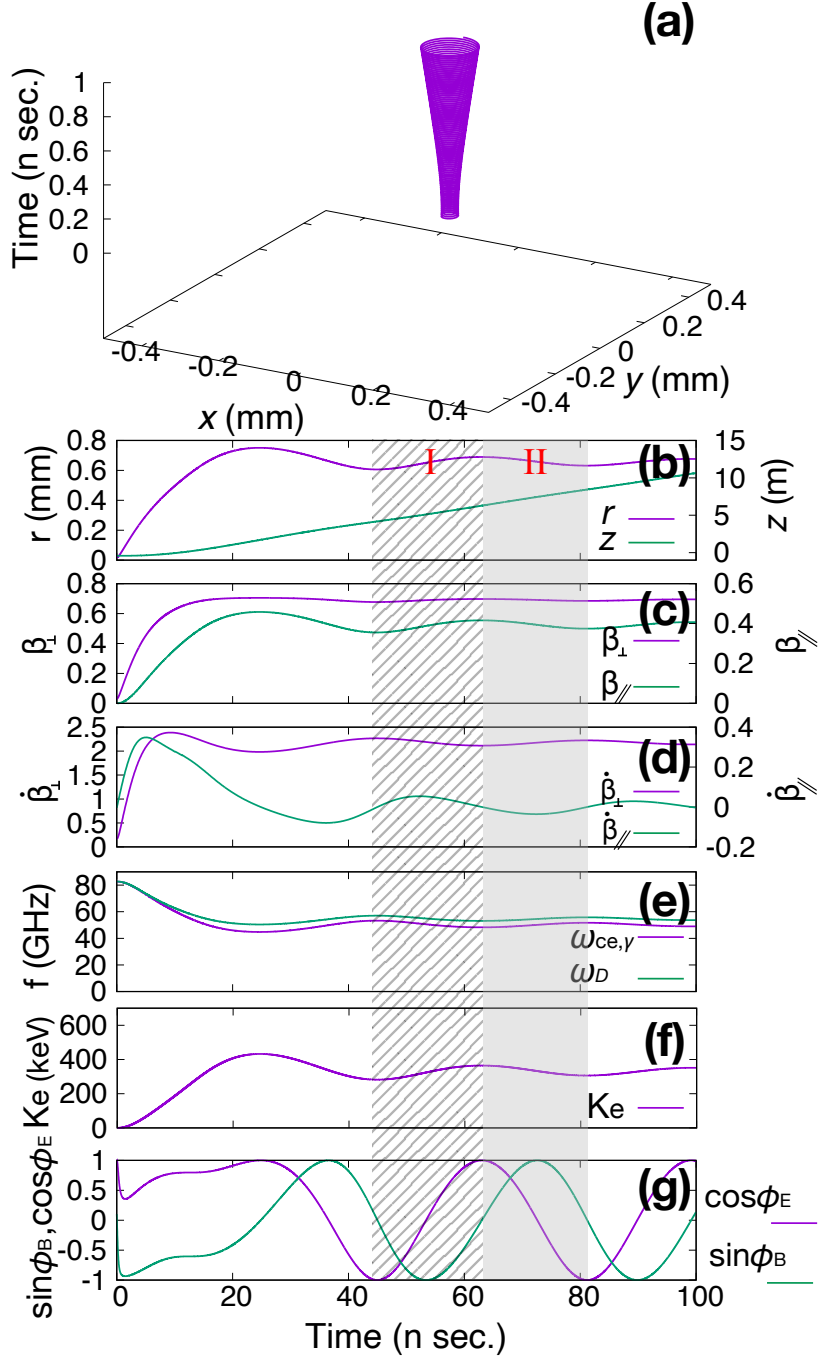 (a)
Time (n sec.)
1
0.8
0.6
0.4
0.2
0
-0.4
-0.2
0
0.2
0.4
x (mm)
-0.4
-0.2
0
0.2
0.4
y (mm)
r (mm)
0.8
0.6
0.4
0.2
0
I
II
(b)
r
z
15
10
5
0
z (m)
β⊥
0.8
0.6
0.4
0.2
0
(c)
β⊥
β∥
0.6
0.4
0.2
0
β∥
β̇⊥
2.5
2
1.5
1
0.5
0
(d)
β̇⊥
β̇∥
0.4
0.2
0
-0.2
β̇∥
f (GHz)
80
60
40
20
0
(e)
ωce,γ
ωD
Ke (keV)
600
400
200
0
(f)
Ke
sinϕB,cosϕE
1
0.5
0
-0.5
-1
(g)
cosϕE
sinϕB
0 20 40 60 80 100
Time (n sec.)